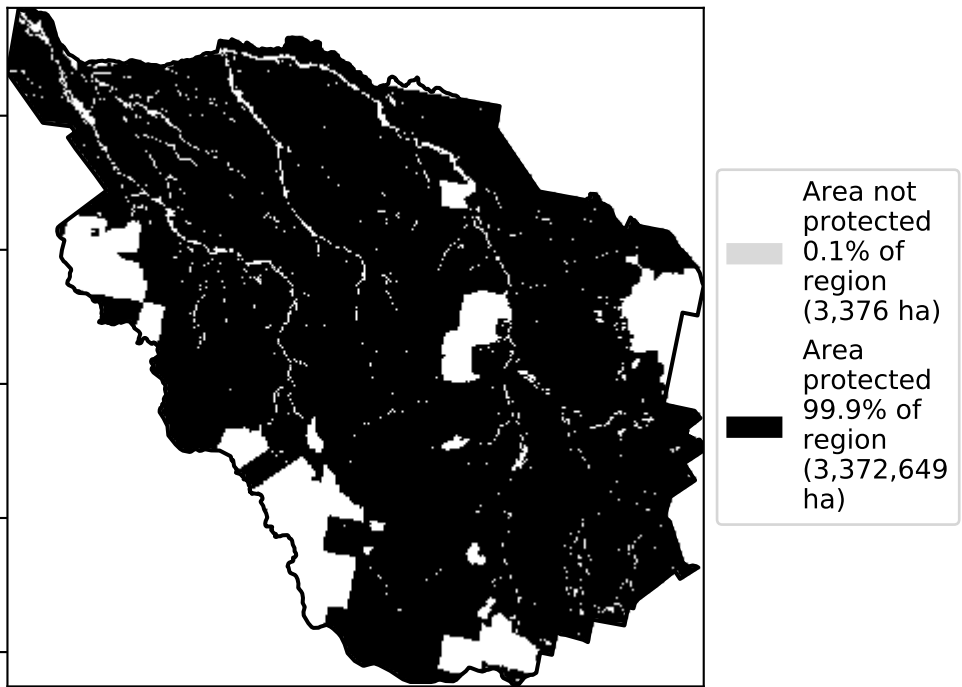 Area not
protected
0.1% of
region
(3,376 ha)
Area
protected
99.9% of
region
(3,372,649
ha)